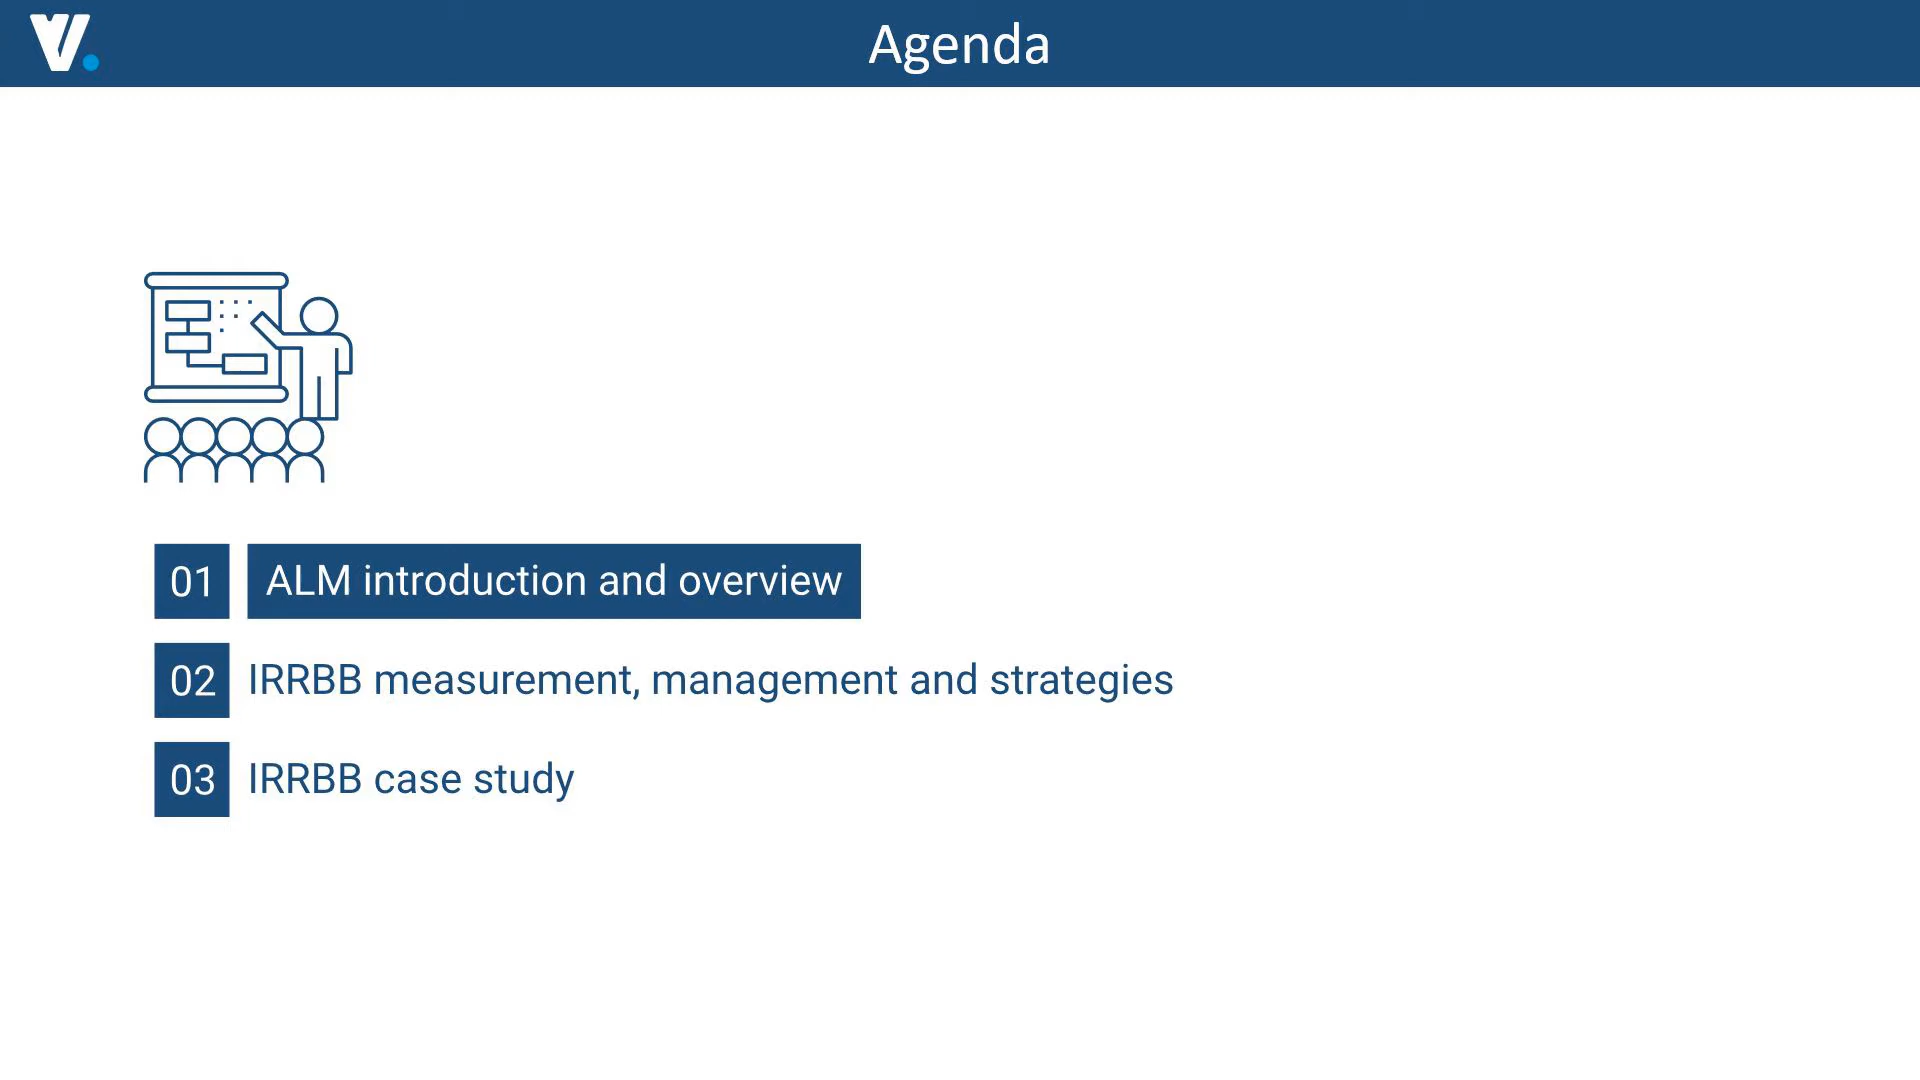 Agenda
01 ALM introduction and overview
02 IRRBB measurement, management and strategies
03 IRRBB case study